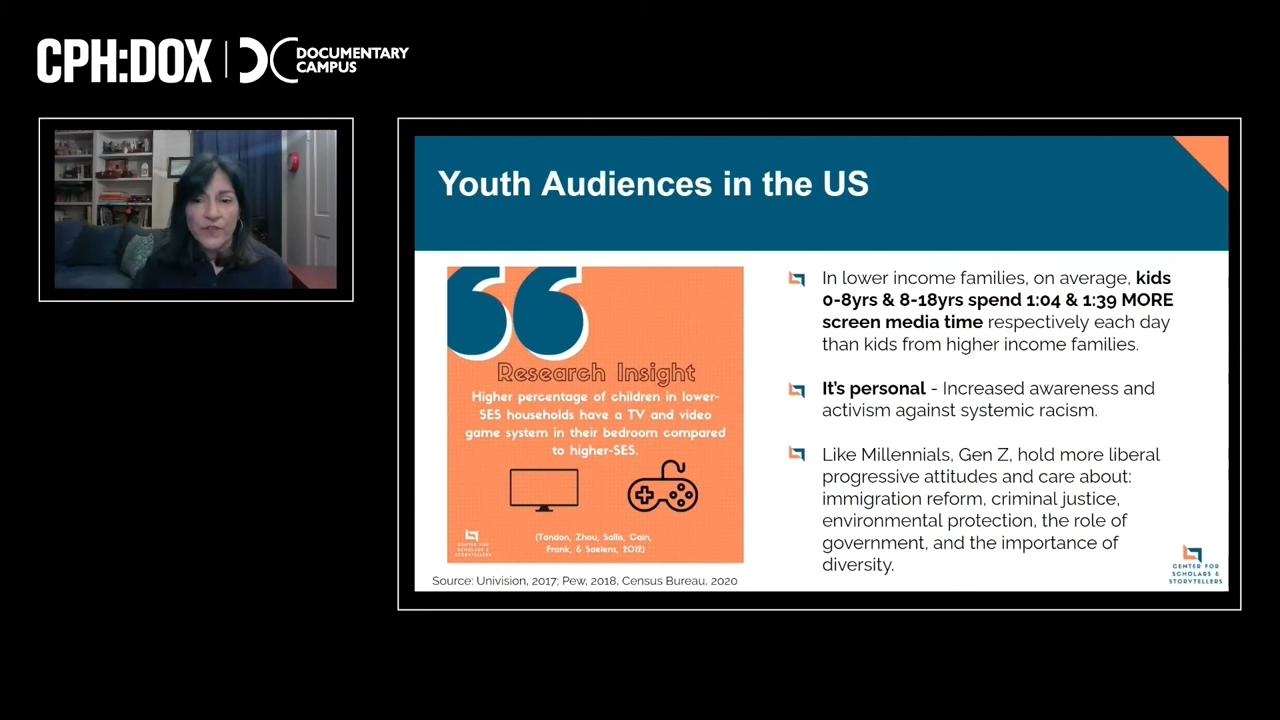 CPH:DOX
DOCUMENTARY
CAMPUS
Youth Audiences in the US
Research Insight
Higher percentage of children in lower-
SES households have a TV and video
game system in their bedroom compared
to higher-SES.
(Tandon, Zhou, Sallis, Cain,
Frank, & Saelens, 2012)
CENTER FOR
SCHOLARS &
STORYTELLERS
Source: Univision, 2017; Pew, 2018, Census Bureau, 2020
In lower income families, on average, kids
0-8yrs & 8-18yrs spend 1:04 & 1:39 MORE
screen media time respectively each day
than kids from higher income families.
It's personal - Increased awareness and
activism against systemic racism.
Like Millennials, Gen Z, hold more liberal
progressive attitudes and care about:
immigration reform, criminal justice,
environmental protection, the role of
government, and the importance of
diversity.
CENTER FOR
SCHOLARS &
STORYTELLERS